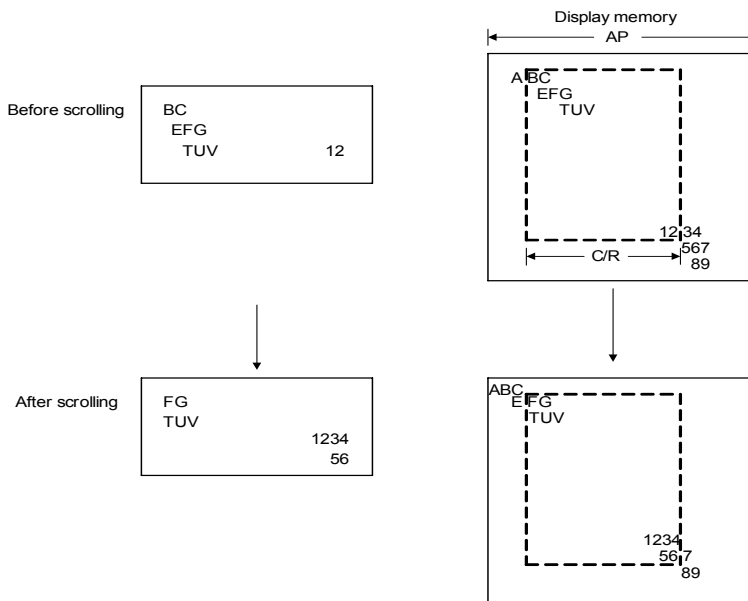 Display memory
AP
Before scrolling
BC
EFG
TUV 12
A BC
EFG
TUV
12 34
567
89
C/R
After scrolling
FG
TUV
1234
56
ABC
E FG
TUV
1234
56 7
89